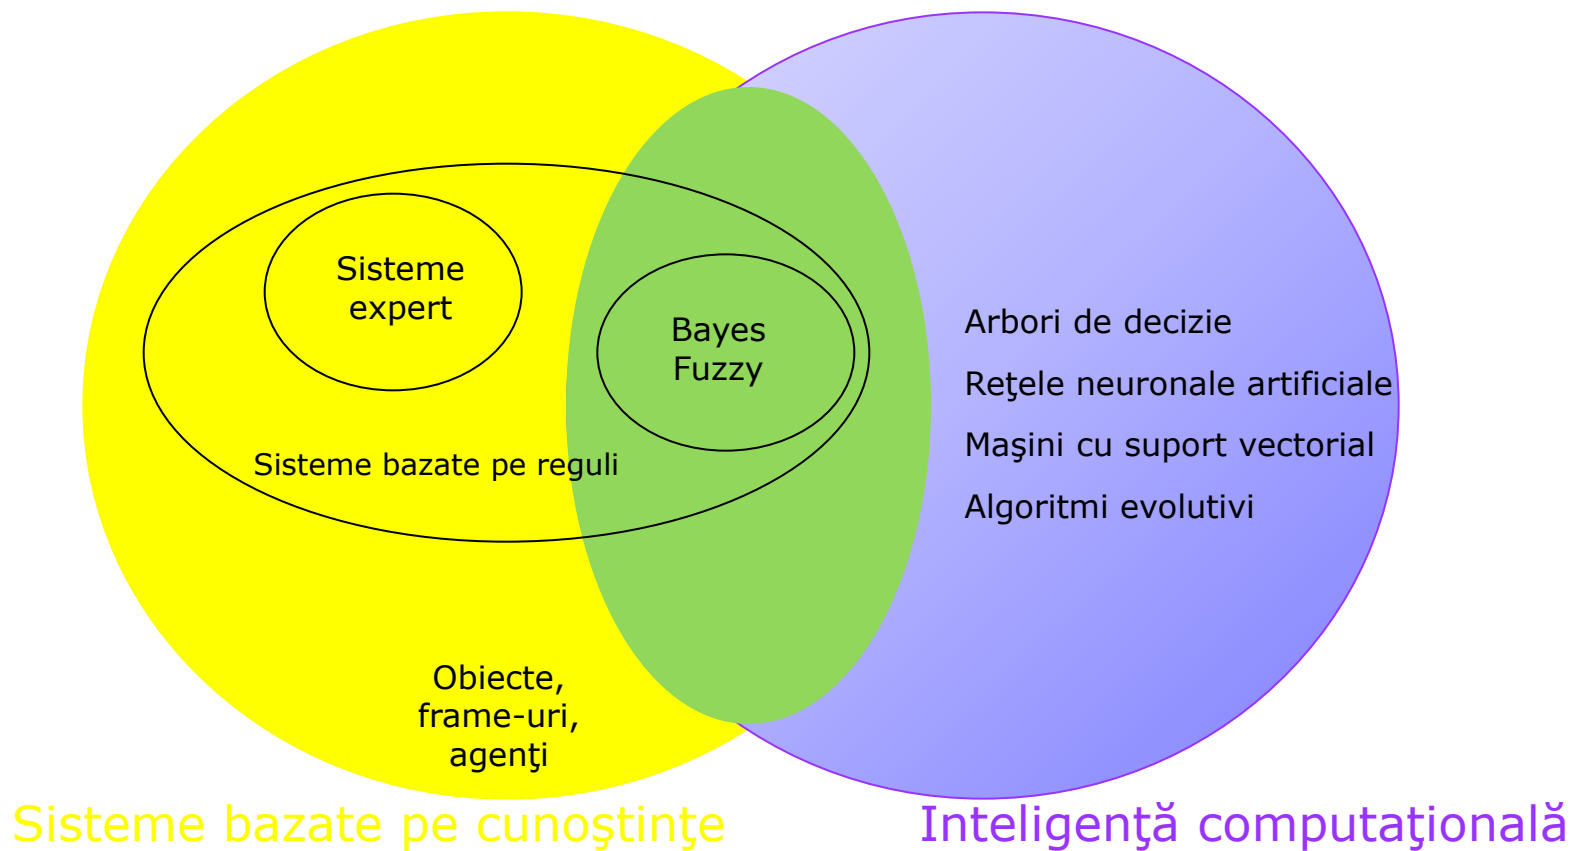 Sisteme
expert
Bayes
Fuzzy
Sisteme bazate pe reguli
Obiecte,
frame-uri,
agenţi
Arbori de decizie
Reţele neuronale artificiale
Maşini cu suport vectorial
Algoritmi evolutivi
Sisteme bazate pe cunoştinţe
Inteligenţă computaţională